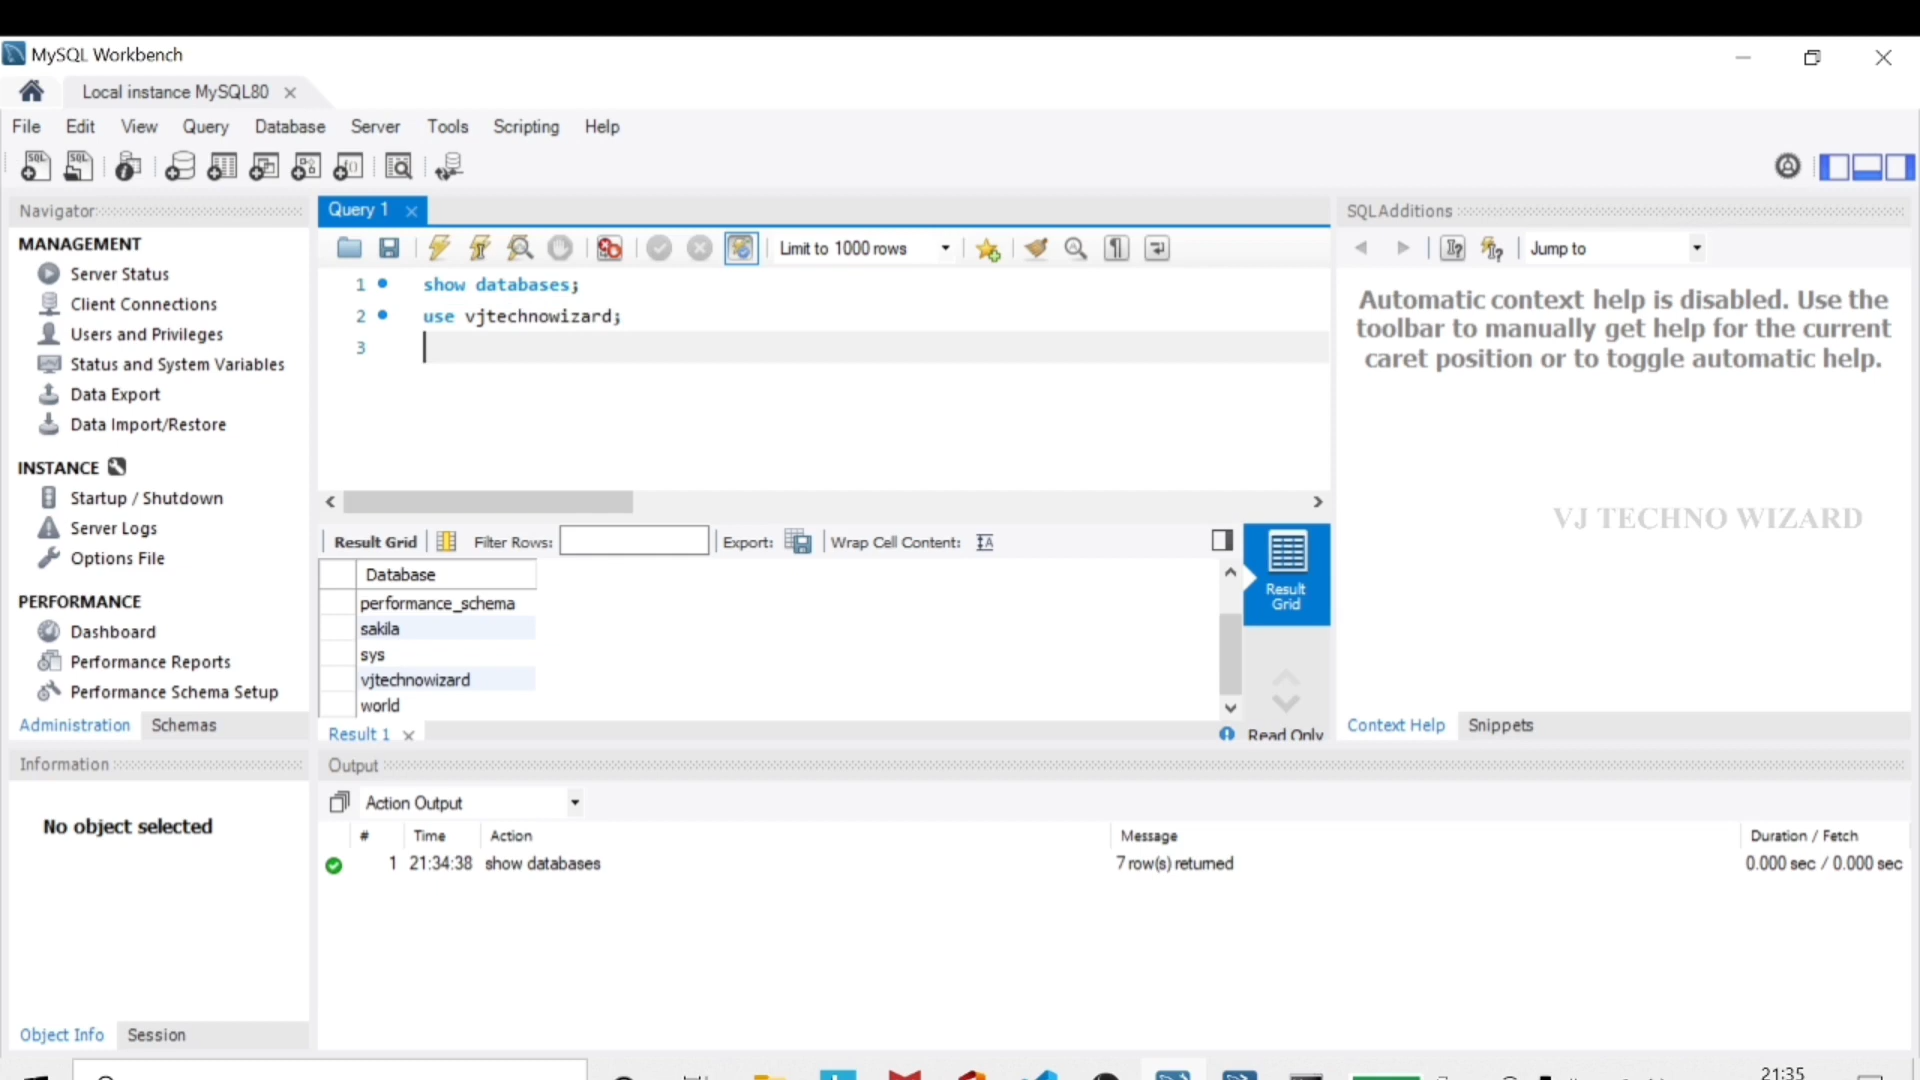 MySQL Workbench
Local instance MySQL80
File Edit View Query Database Server Tools Scripting Help
Navigator
MANAGEMENT
Server Status
Client Connections
Users and Privileges
Status and System Variables
Data Export
Data Import/Restore
INSTANCE
Startup / Shutdown
Server Logs
Options File
PERFORMANCE
Dashboard
Performance Reports
Performance Schema Setup
Administration Schemas
Information
No object selected
Object Info Session
Query 1
Limit to 1000 rows
1 show databases;
2 use vjtechnowizard;
3
Result Grid Filter Rows: Export: Wrap Cell Content:
Database
performance_schema
sakila
sys
vjtechnowizard
world
Result Grid
Result 1
Read Only
SQLAdditions
Jump to
Automatic context help is disabled. Use the
toolbar to manually get help for the current
caret position or to toggle automatic help.
VJ TECHNO WIZARD
Context Help Snippets
Output
Action Output
# Time Action Message Duration / Fetch
1 21:34:38 show databases 7 row(s) returned 0.000 sec / 0.000 sec
21:35